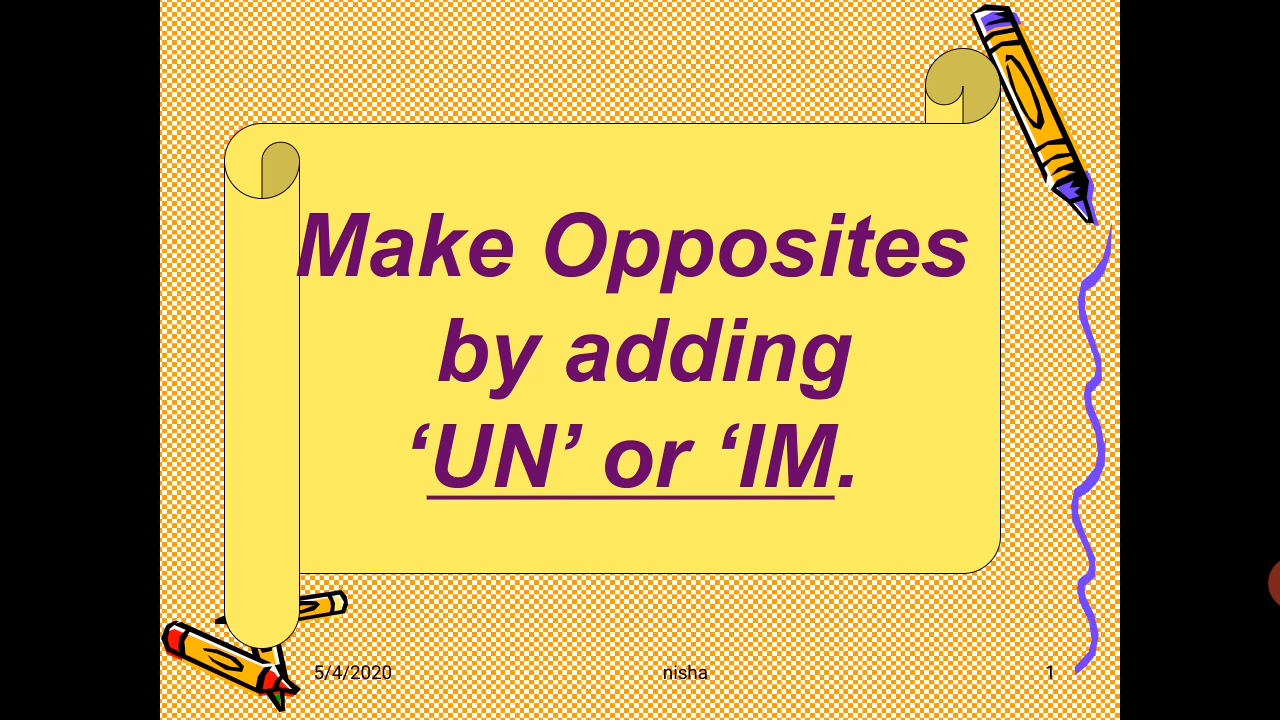 Make Opposites
by adding
‘UN’ or ‘IM.
5/4/2020 nisha 1